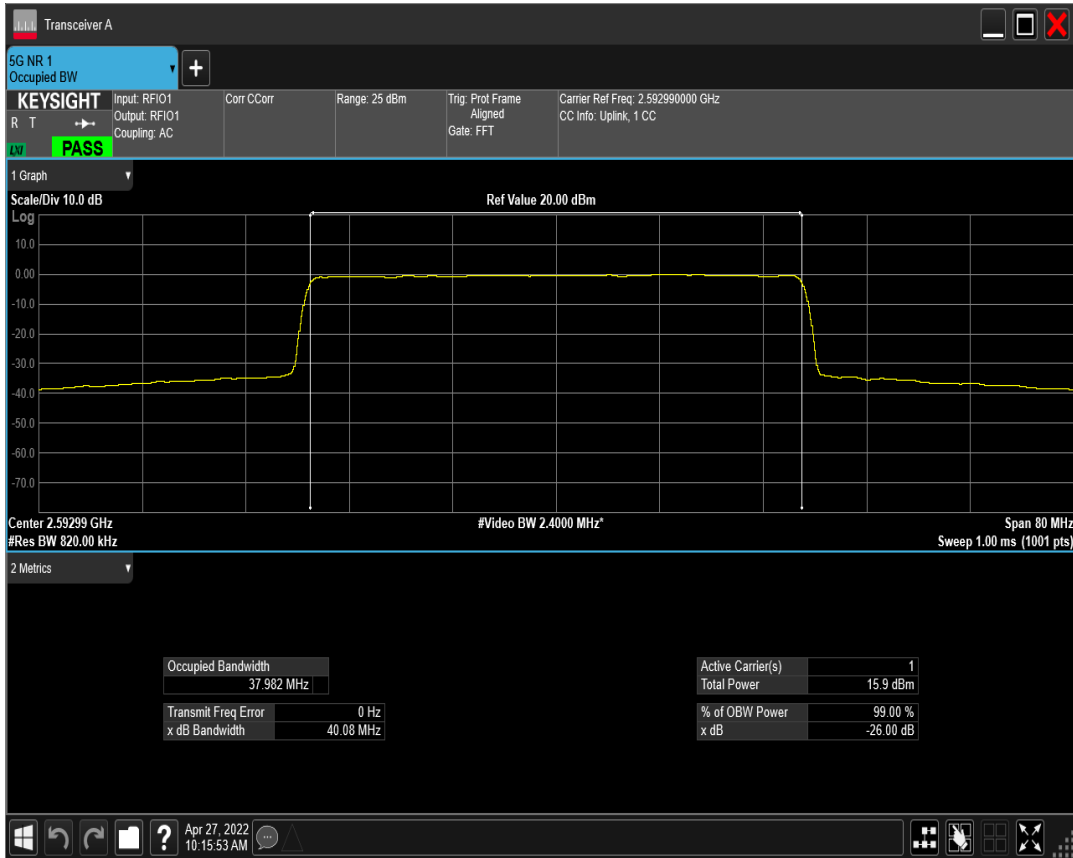 Transceiver A
5G NR 1
Occupied BW
KEYSIGHT
R T
LXI
PASS
Input: RFIO1
Output: RFIO1
Coupling: AC
Corr CCorr
Range: 25 dBm
Trig: Prot Frame
Aligned
Gate: FFT
Carrier Ref Freq: 2.592990000 GHz
CC Info: Uplink, 1 CC
1 Graph
Scale/Div 10.0 dB
Ref Value 20.00 dBm
Log
10.0
0.00
-10.0
-20.0
-30.0
-40.0
-50.0
-60.0
-70.0
Center 2.59299 GHz
#Video BW 2.4000 MHz*
Span 80 MHz
#Res BW 820.00 kHz
Sweep 1.00 ms (1001 pts)
2 Metrics
Occupied Bandwidth
37.982 MHz
Transmit Freq Error 0 Hz
x dB Bandwidth 40.08 MHz
Active Carrier(s) 1
Total Power 15.9 dBm
% of OBW Power 99.00 %
x dB -26.00 dB
?
Apr 27, 2022
10:15:53 AM